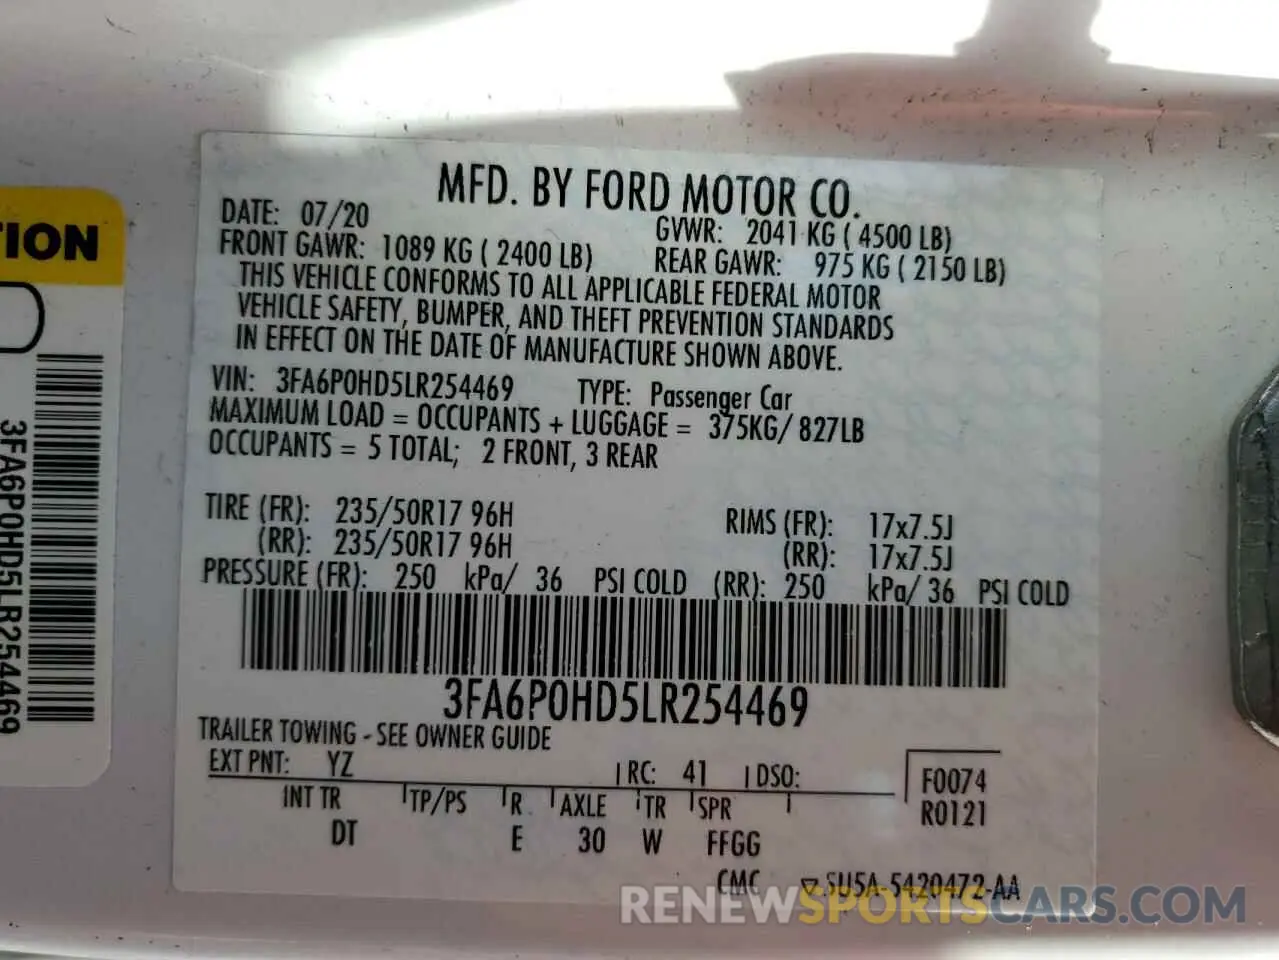 MFD. BY FORD MOTOR CO.
DATE: 07/20 GVWR: 2041 KG ( 4500 LB)
FRONT GAWR: 1089 KG ( 2400 LB) REAR GAWR: 975 KG ( 2150 LB)
THIS VEHICLE CONFORMS TO ALL APPLICABLE FEDERAL MOTOR
VEHICLE SAFETY, BUMPER, AND THEFT PREVENTION STANDARDS
IN EFFECT ON THE DATE OF MANUFACTURE SHOWN ABOVE.
VIN: 3FA6P0HD5LR254469 TYPE: Passenger Car
MAXIMUM LOAD = OCCUPANTS + LUGGAGE = 375KG/ 827LB
OCCUPANTS = 5 TOTAL; 2 FRONT, 3 REAR
TIRE (FR): 235/50R17 96H RIMS (FR): 17x7.5J
(RR): 235/50R17 96H (RR): 17x7.5J
PRESSURE (FR): 250 kPa/ 36 PSI COLD (RR): 250 kPa/ 36 PSI COLD
3FA6P0HD5LR254469
TRAILER TOWING - SEE OWNER GUIDE
EXT PNT: YZ RC: 41 DSO: F0074
INT TR TP/PS R AXLE TR SPR R0121
DT E 30 W FFGG
CMC ▽ SU5A-5420472-AA
TION
3FA6P0HD5LR254469
RENEWSPORTSCARS.COM